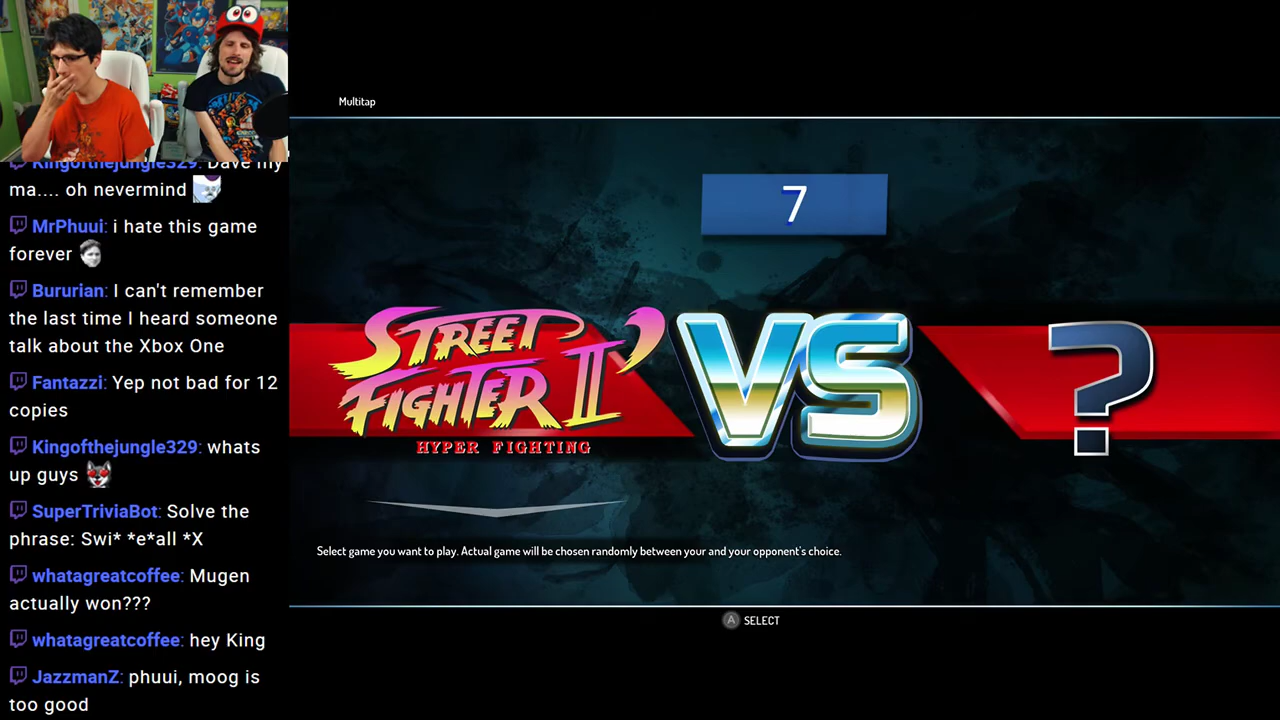 Kingofthejungle329: Dave my
ma.... oh nevermind
MrPhuui: i hate this game
forever
Bururian: I can't remember
the last time I heard someone
talk about the Xbox One
Fantazzi: Yep not bad for 12
copies
Kingofthejungle329: whats
up guys
SuperTriviaBot: Solve the
phrase: Swi* *e*all *X
whatagreatcoffee: Mugen
actually won???
whatagreatcoffee: hey King
JazzmanZ: phuui, moog is
too good
Multitap
7
STREET
FIGHTER II'
HYPER FIGHTING
VS
?
Select game you want to play. Actual game will be chosen randomly between your and your opponent's choice.
A SELECT